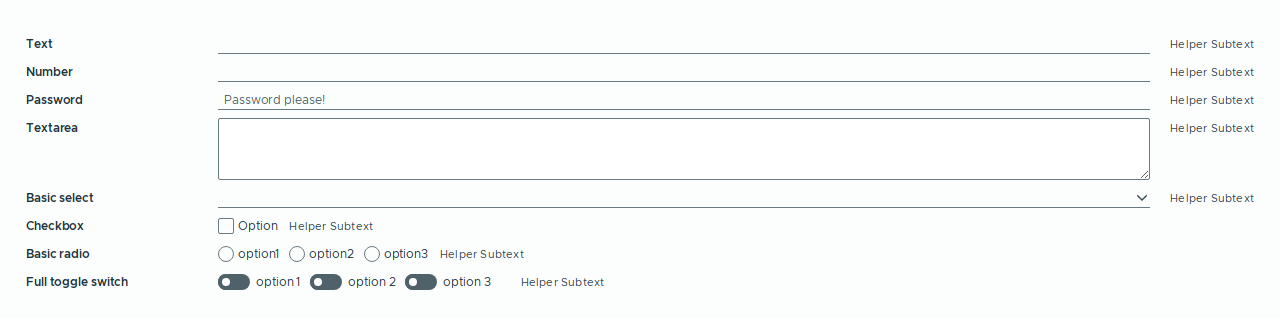 Text Helper Subtext
Number Helper Subtext
Password Password please! Helper Subtext
Textarea Helper Subtext
Basic select Helper Subtext
Checkbox Option Helper Subtext
Basic radio option1 option2 option3 Helper Subtext
Full toggle switch option 1 option 2 option 3 Helper Subtext